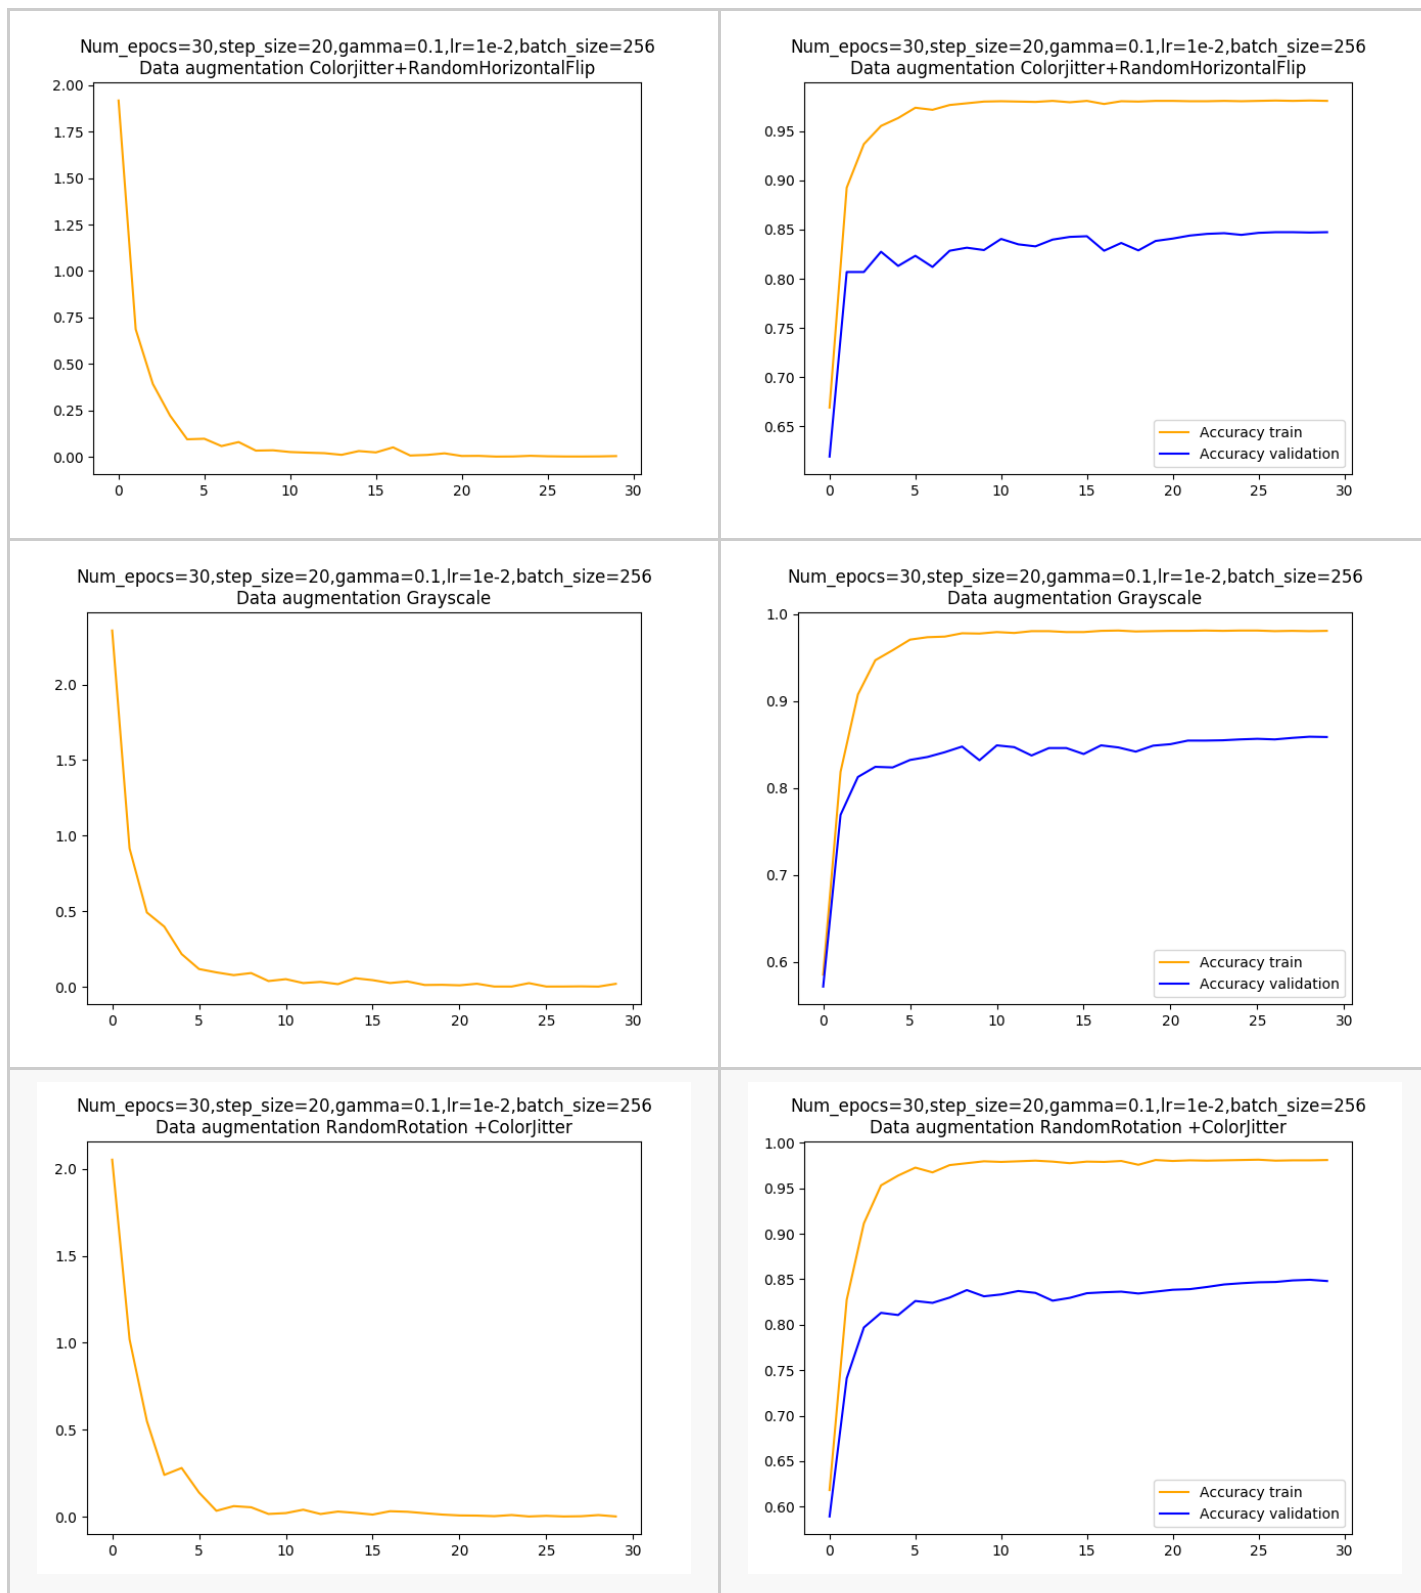 Num_epocs=30,step_size=20,gamma=0.1,lr=1e-2,batch_size=256
Data augmentation Colorjitter+RandomHorizontalFlip
2.00
1.75
1.50
1.25
1.00
0.75
0.50
0.25
0.00
0 5 10 15 20 25 30
Num_epocs=30,step_size=20,gamma=0.1,lr=1e-2,batch_size=256
Data augmentation Colorjitter+RandomHorizontalFlip
0.95
0.90
0.85
0.80
0.75
0.70
0.65
Accuracy train
Accuracy validation
0 5 10 15 20 25 30
Num_epocs=30,step_size=20,gamma=0.1,lr=1e-2,batch_size=256
Data augmentation Grayscale
2.0
1.5
1.0
0.5
0.0
0 5 10 15 20 25 30
Num_epocs=30,step_size=20,gamma=0.1,lr=1e-2,batch_size=256
Data augmentation Grayscale
1.0
0.9
0.8
0.7
0.6
Accuracy train
Accuracy validation
0 5 10 15 20 25 30
Num_epocs=30,step_size=20,gamma=0.1,lr=1e-2,batch_size=256
Data augmentation RandomRotation +ColorJitter
2.0
1.5
1.0
0.5
0.0
0 5 10 15 20 25 30
Num_epocs=30,step_size=20,gamma=0.1,lr=1e-2,batch_size=256
Data augmentation RandomRotation +ColorJitter
1.00
0.95
0.90
0.85
0.80
0.75
0.70
0.65
0.60
Accuracy train
Accuracy validation
0 5 10 15 20 25 30